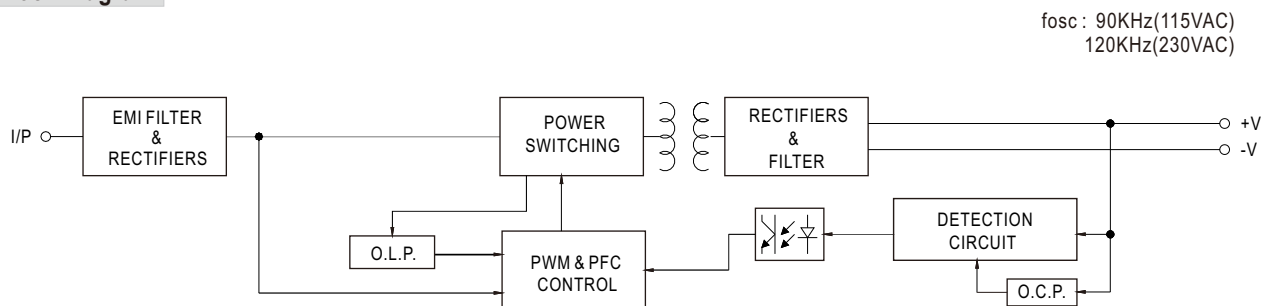 fosc : 90KHz(115VAC)
120KHz(230VAC)
I/P
EMI FILTER
&
RECTIFIERS
POWER
SWITCHING
RECTIFIERS
&
FILTER
+V
-V
O.L.P.
PWM & PFC
CONTROL
DETECTION
CIRCUIT
O.C.P.